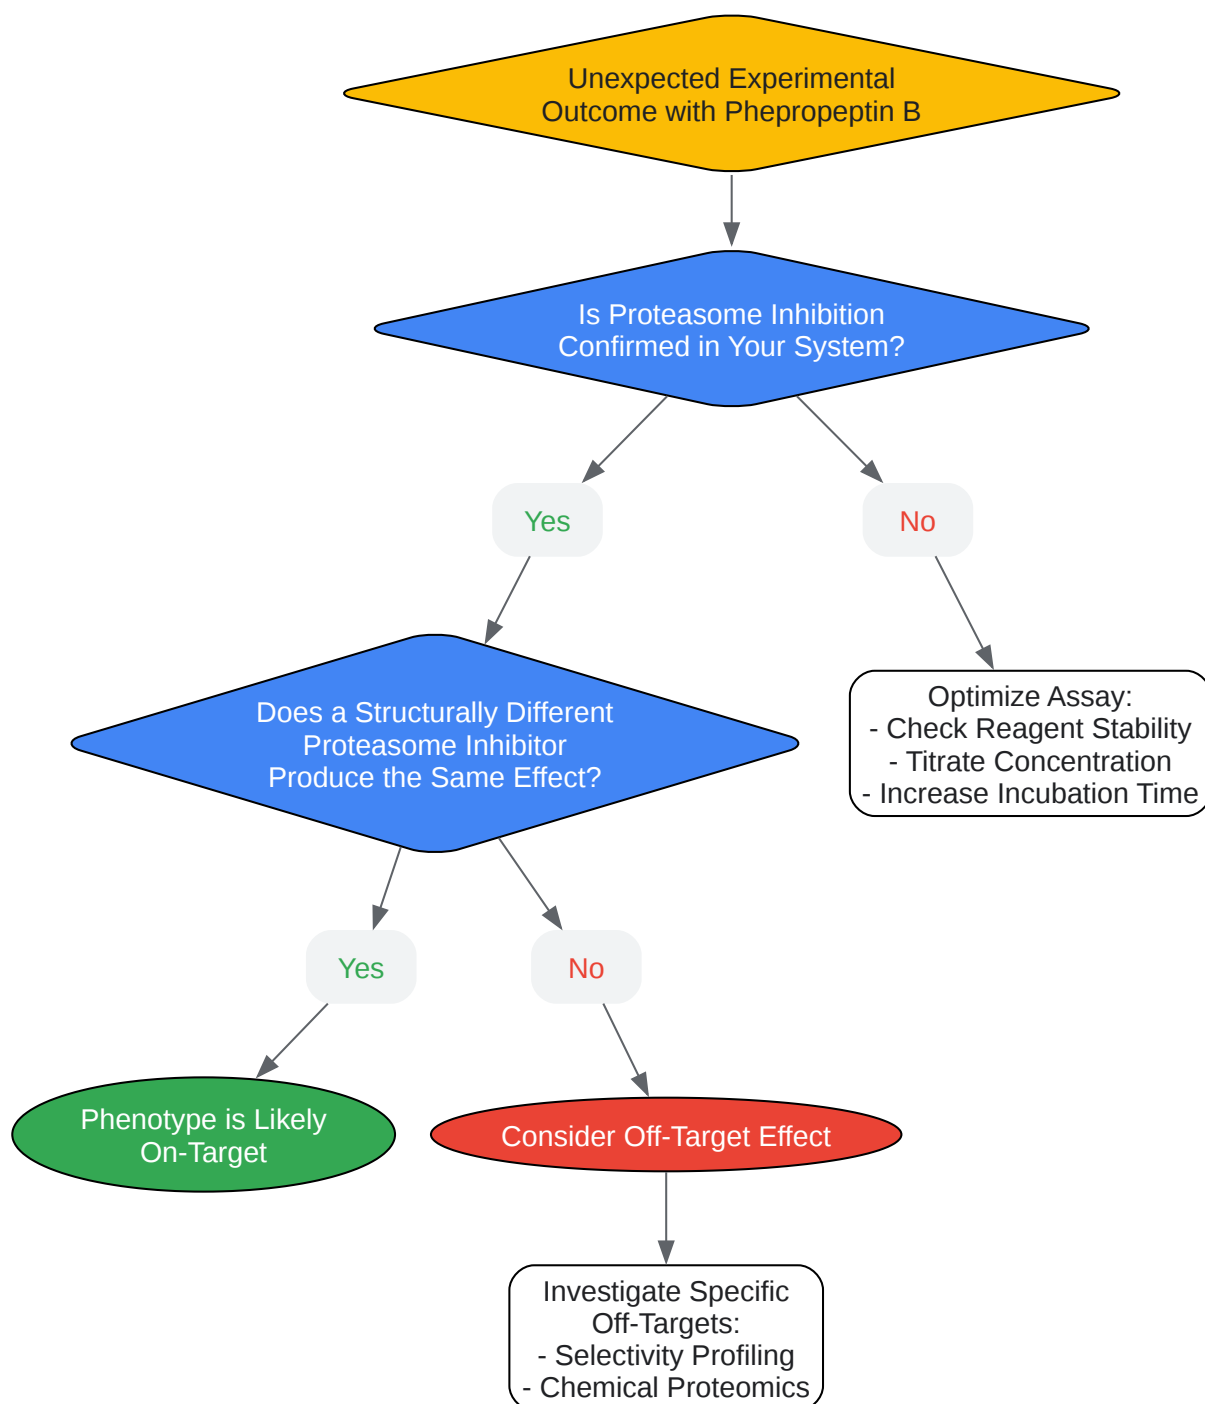 Unexpected Experimental
Outcome with Phepropeptin B
Is Proteasome Inhibition
Confirmed in Your System?
Yes
No
Does a Structurally Different
Proteasome Inhibitor
Produce the Same Effect?
Optimize Assay:
- Check Reagent Stability
- Titrate Concentration
- Increase Incubation Time
Yes
No
Phenotype is Likely
On-Target
Consider Off-Target Effect
Investigate Specific
Off-Targets:
- Selectivity Profiling
- Chemical Proteomics